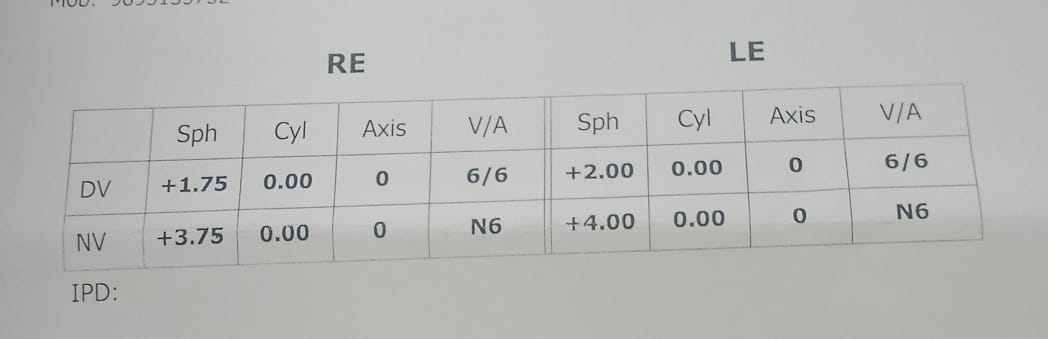 RE LE
Sph Cyl Axis V/A Sph Cyl Axis V/A
DV +1.75 0.00 0 6/6 +2.00 0.00 0 6/6
NV +3.75 0.00 0 N6 +4.00 0.00 0 N6
IPD: